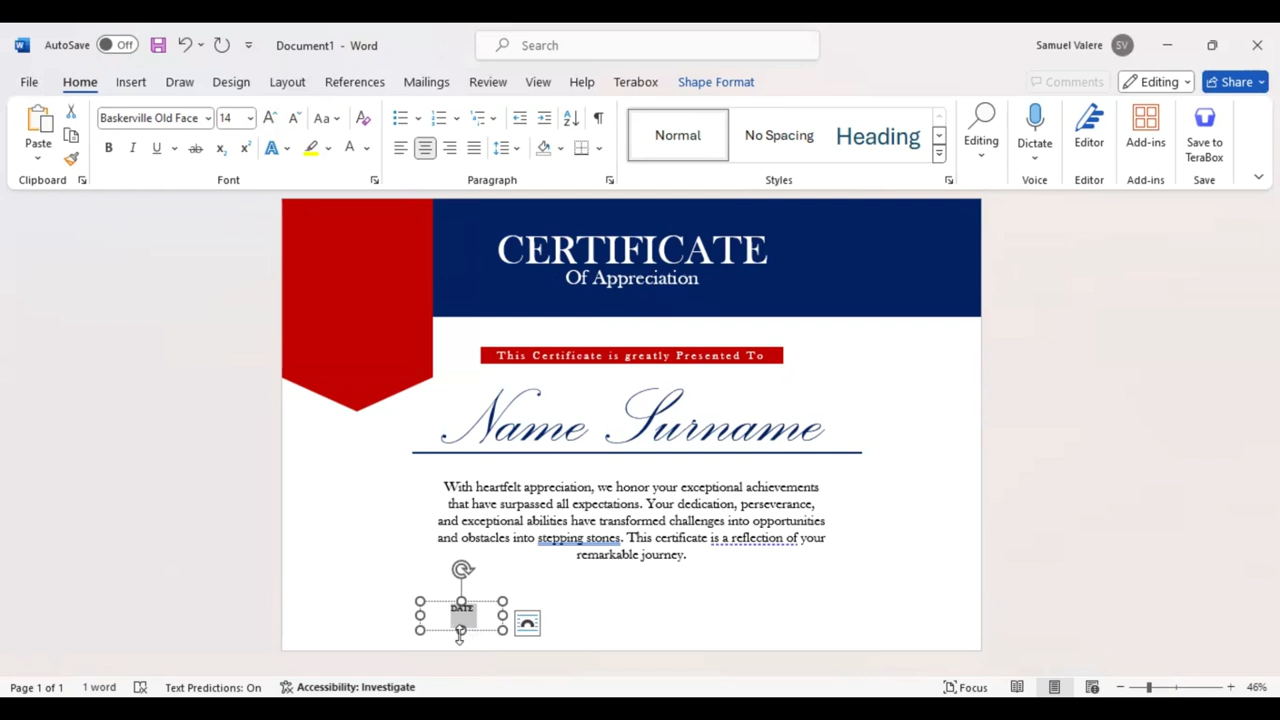 AutoSave Off Document1 - Word Search Samuel Valere SV
File Home Insert Draw Design Layout References Mailings Review View Help Terabox Shape Format Comments Editing Share
Paste Baskerville Old Face 14 Aa Normal No Spacing Heading Editing Dictate Editor Add-ins Save to TeraBox
Clipboard Font Paragraph Styles Voice Editor Add-ins Save
CERTIFICATE
Of Appreciation
This Certificate is greatly Presented To
Name Surname
With heartfelt appreciation, we honor your exceptional achievements
that have surpassed all expectations. Your dedication, perseverance,
and exceptional abilities have transformed challenges into opportunities
and obstacles into stepping stones. This certificate is a reflection of your
remarkable journey.
DATE
Page 1 of 1 1 word Text Predictions: On Accessibility: Investigate Focus 46%